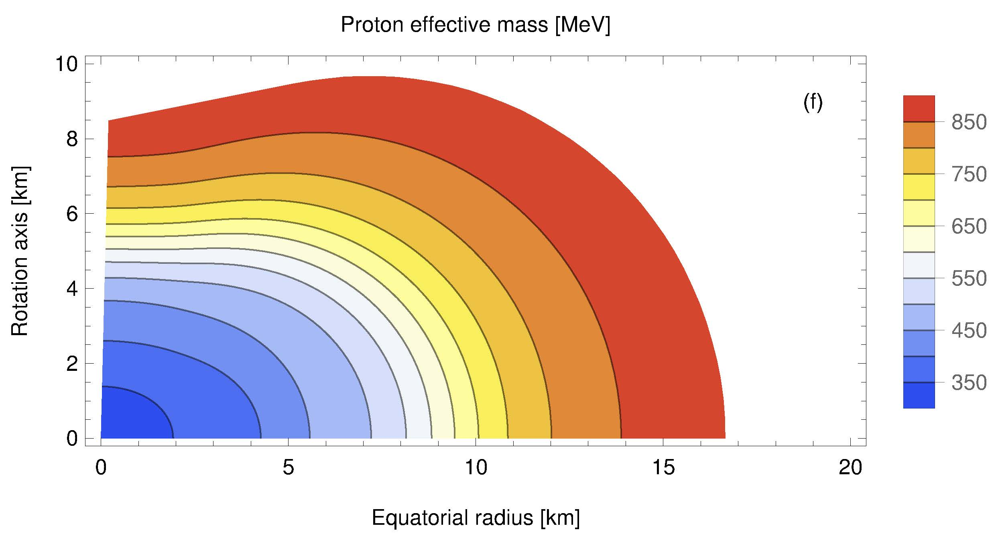 Proton effective mass [MeV]
(f)
10
8
6
4
2
0
Rotation axis [km]
0 5 10 15 20
Equatorial radius [km]
850
750
650
550
450
350